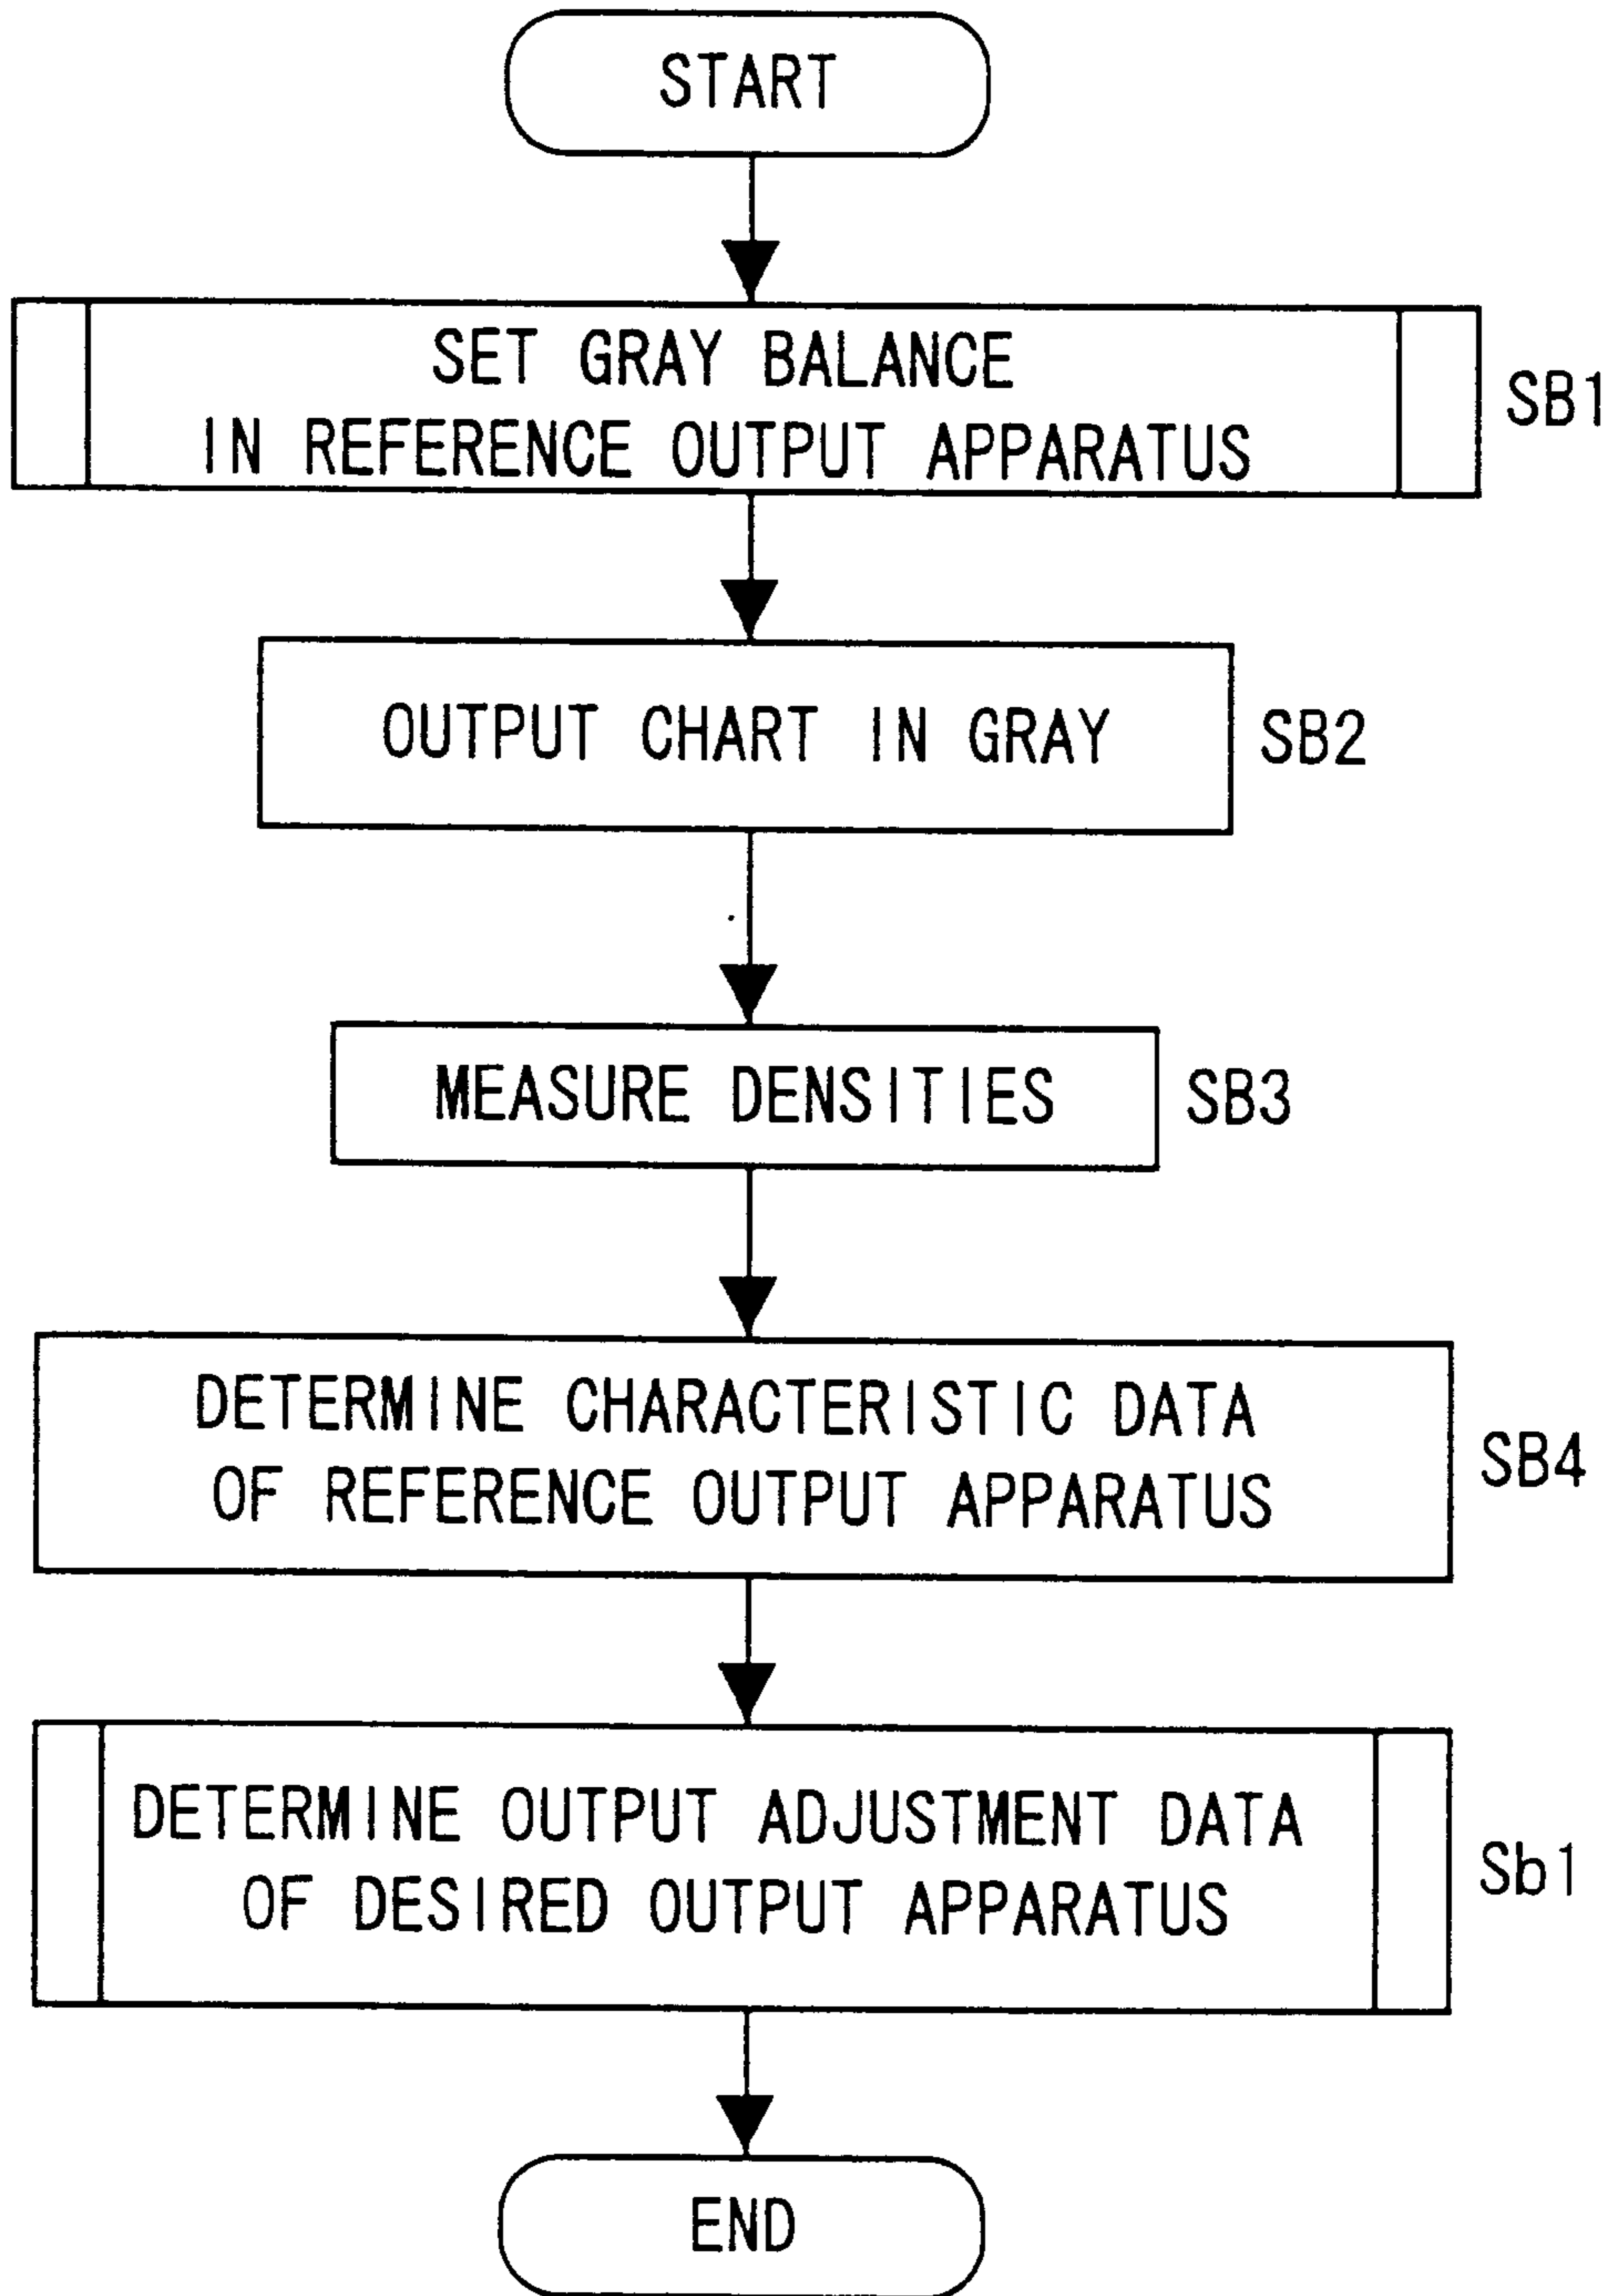 START
SET GRAY BALANCE
IN REFERENCE OUTPUT APPARATUS
SB1
OUTPUT CHART IN GRAY
SB2
MEASURE DENSITIES
SB3
DETERMINE CHARACTERISTIC DATA
OF REFERENCE OUTPUT APPARATUS
SB4
DETERMINE OUTPUT ADJUSTMENT DATA
OF DESIRED OUTPUT APPARATUS
Sb1
END